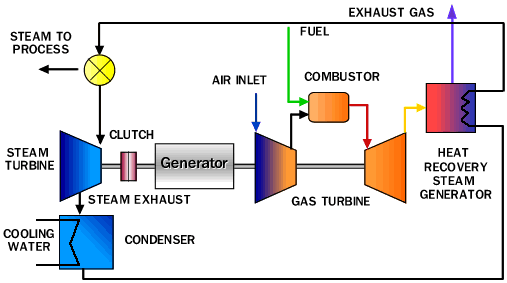 EXHAUST GAS
STEAM TO
PROCESS
FUEL
AIR INLET
COMBUSTOR
CLUTCH
STEAM
TURBINE
Generator
HEAT
RECOVERY
STEAM
GENERATOR
STEAM EXHAUST
GAS TURBINE
COOLING
WATER
CONDENSER